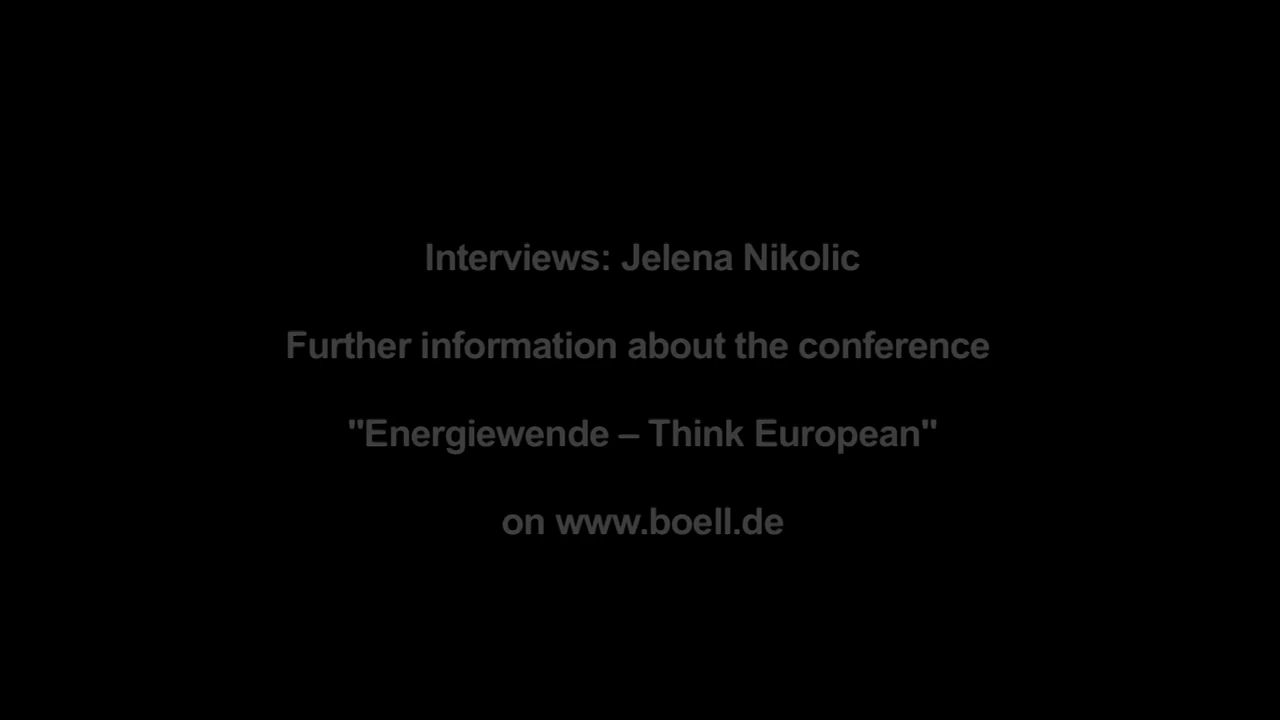 Interviews: Jelena Nikolic
Further information about the conference
"Energiewende – Think European"
on www.boell.de